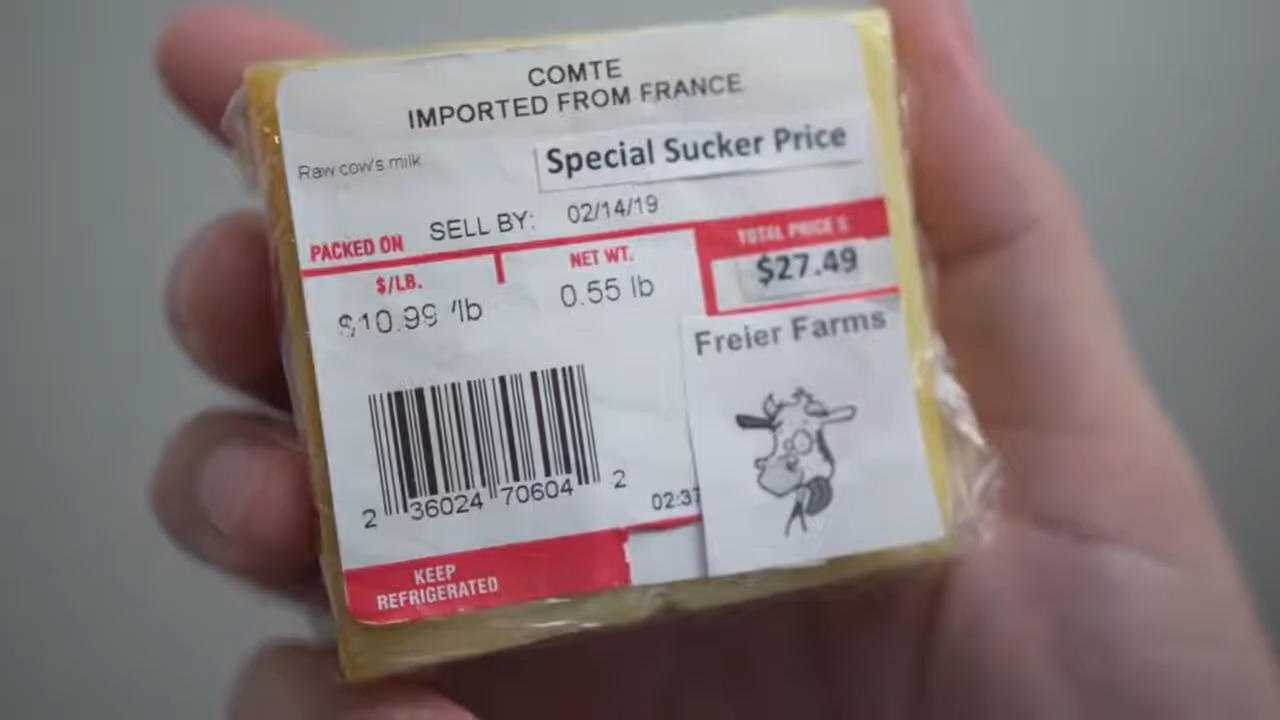 COMTE
IMPORTED FROM FRANCE
Raw cow's milk
Special Sucker Price
PACKED ON
SELL BY: 02/14/19
$/LB.
NET WT.
TOTAL PRICE $
$10.99 /lb
0.55 lb
$27.49
Freier Farms
2 36024 70604 2
02:37
KEEP
REFRIGERATED